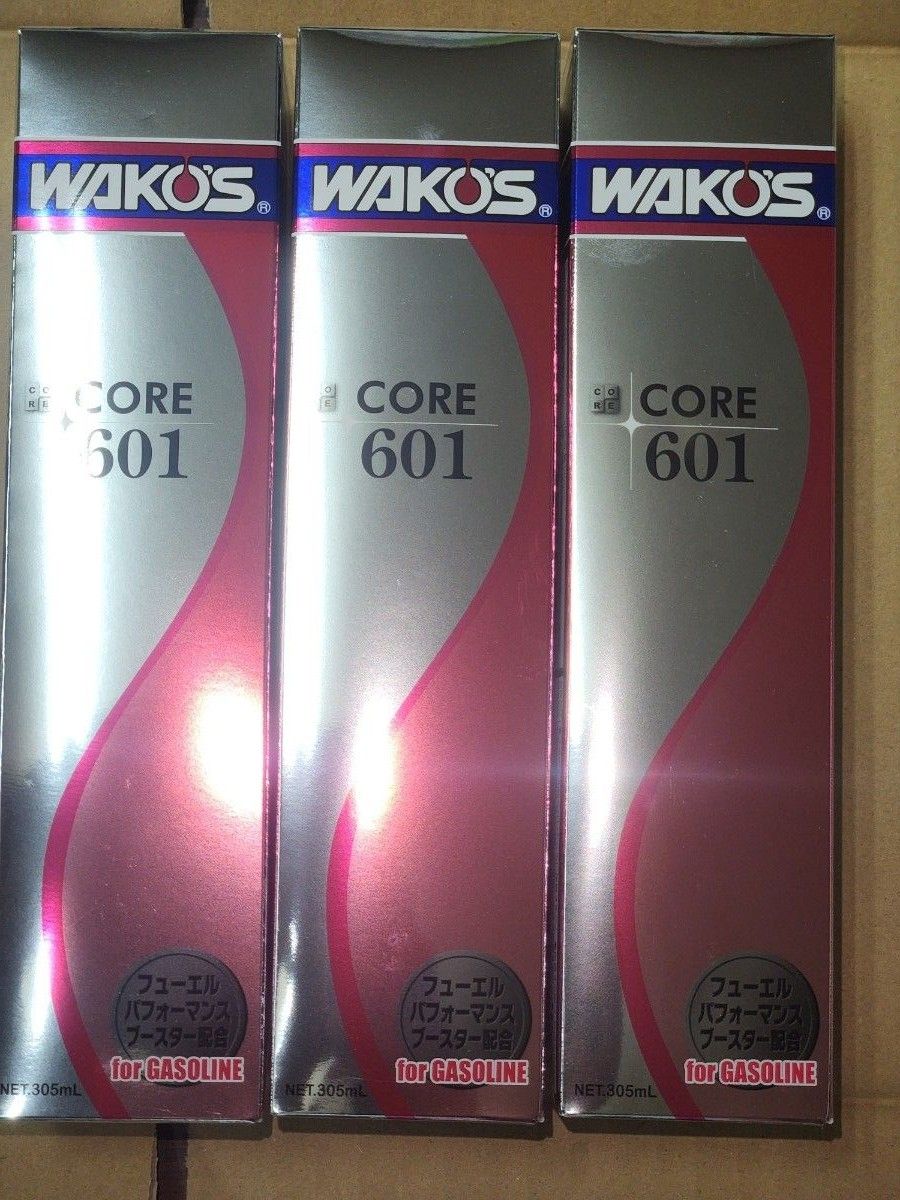 WAKO'S®
CO
RE
CORE
601
フューエル
パフォーマンス
ブースター配合
for GASOLINE
NET.305mL
WAKO'S®
O
E
CORE
601
フューエル
パフォーマンス
ブースター配合
for GASOLINE
NET.305mL
WAKO'S®
CO
RE
CORE
601
フューエル
パフォーマンス
ブースター配合
for GASOLINE
NET.305mL